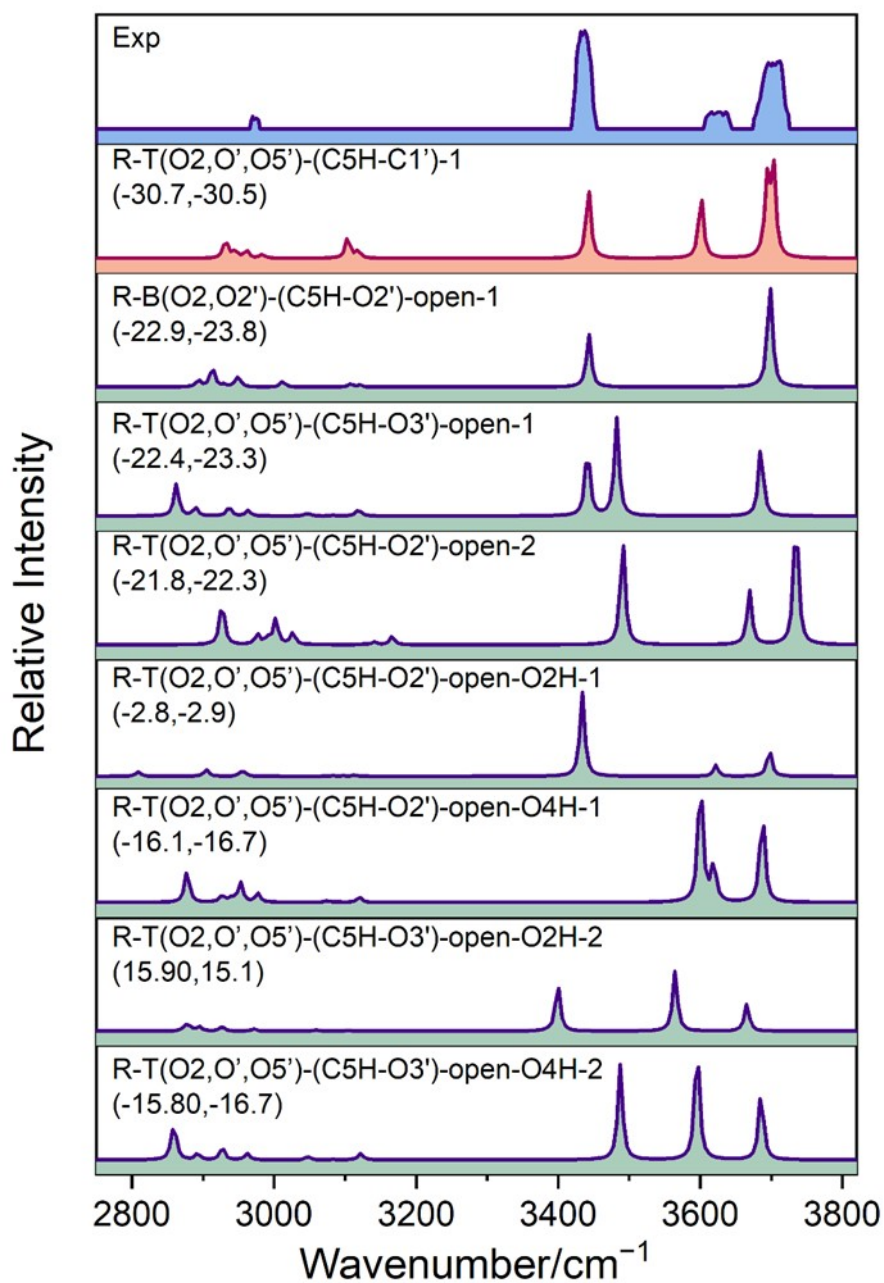 Exp
R-T(O2,O’,O5’)-(C5H-C1’)-1
(-30.7,-30.5)
R-B(O2,O2')-(C5H-O2')-open-1
(-22.9,-23.8)
R-T(O2,O’,O5’)-(C5H-O3')-open-1
(-22.4,-23.3)
R-T(O2,O’,O5’)-(C5H-O2')-open-2
(-21.8,-22.3)
R-T(O2,O’,O5’)-(C5H-O2')-open-O2H-1
(-2.8,-2.9)
R-T(O2,O’,O5’)-(C5H-O2')-open-O4H-1
(-16.1,-16.7)
R-T(O2,O’,O5’)-(C5H-O3')-open-O2H-2
(15.90,15.1)
R-T(O2,O’,O5’)-(C5H-O3')-open-O4H-2
(-15.80,-16.7)
Relative Intensity
2800 3000 3200 3400 3600 3800
Wavenumber/cm⁻¹